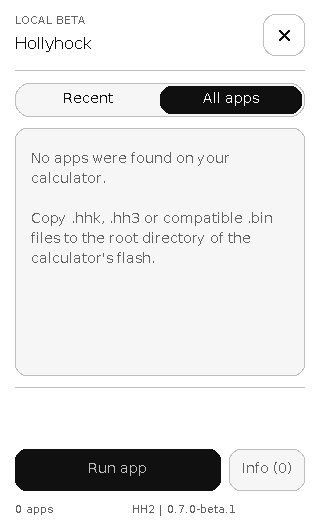 LOCAL BETA
Hollyhock
×
Recent
All apps
No apps were found on your
calculator.
Copy .hhk, .hh3 or compatible .bin
files to the root directory of the
calculator's flash.
Run app
Info (0)
0 apps
HH2 | 0.7.0-beta.1